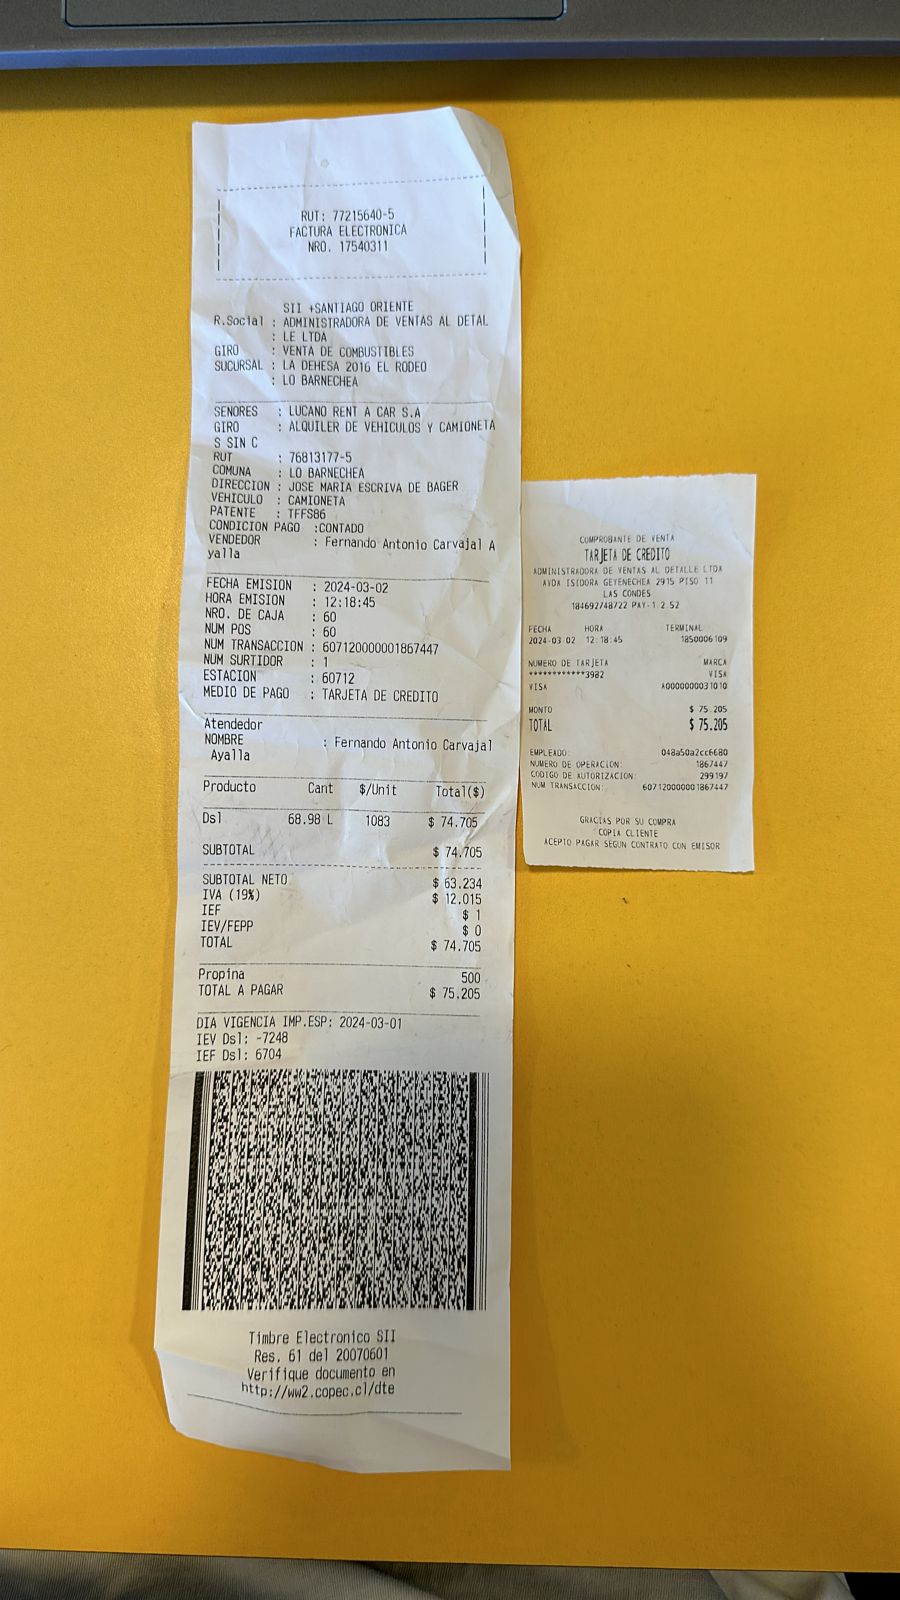 RUT: 77215640-5
FACTURA ELECTRONICA
NRO. 17540311
SII +SANTIAGO ORIENTE
R.Social : ADMINISTRADORA DE VENTAS AL DETAL
: LE LTDA
GIRO : VENTA DE COMBUSTIBLES
SUCURSAL : LA DEHESA 2016 EL RODEO
: LO BARNECHEA
SENORES : LUCANO RENT A CAR S.A
GIRO : ALQUILER DE VEHICULOS Y CAMIONETA
S SIN C
RUT : 76813177-5
COMUNA : LO BARNECHEA
DIRECCION : JOSE MARIA ESCRIVA DE BAGER
VEHICULO : CAMIONETA
PATENTE : TFFS86
CONDICION PAGO :CONTADO
VENDEDOR : Fernando Antonio Carvajal A
yalla
FECHA EMISION : 2024-03-02
HORA EMISION : 12:18:45
NRO. DE CAJA : 60
NUM POS : 60
NUM TRANSACCION : 607120000001867447
NUM SURTIDOR : 1
ESTACION : 60712
MEDIO DE PAGO : TARJETA DE CREDITO
Atendedor
NOMBRE : Fernando Antonio Carvajal
Ayalla
Producto Cant $/Unit Total($)
Dsl 68.98 L 1083 $ 74.705
SUBTOTAL $ 74.705
SUBTOTAL NETO $ 63.234
IVA (19%) $ 12.015
IEF $ 1
IEV/FEPP $ 0
TOTAL $ 74.705
Propina 500
TOTAL A PAGAR $ 75.205
DIA VIGENCIA IMP.ESP: 2024-03-01
IEV Dsl: -7248
IEF Dsl: 6704
Timbre Electronico SII
Res. 61 del 20070601
Verifique documento en
http://ww2.copec.cl/dte
COMPROBANTE DE VENTA
TARJETA DE CREDITO
ADMINISTRADORA DE VENTAS AL DETALLE LTDA
AVDA ISIDORA GEYENECHEA 2915 PISO 11
LAS CONDES
184692748722 PAY-1.2.52
FECHA HORA TERMINAL
2024-03-02 12:18:45 1850006109
NUMERO DE TARJETA MARCA
************3982 VISA
VISA A0000000031010
MONTO $ 75.205
TOTAL $ 75.205
EMPLEADO: 048a50a2cc6680
NUMERO DE OPERACION: 1867447
CODIGO DE AUTORIZACION: 299197
NUM TRANSACCION: 607120000001867447
GRACIAS POR SU COMPRA
COPIA CLIENTE
ACEPTO PAGAR SEGUN CONTRATO CON EMISOR